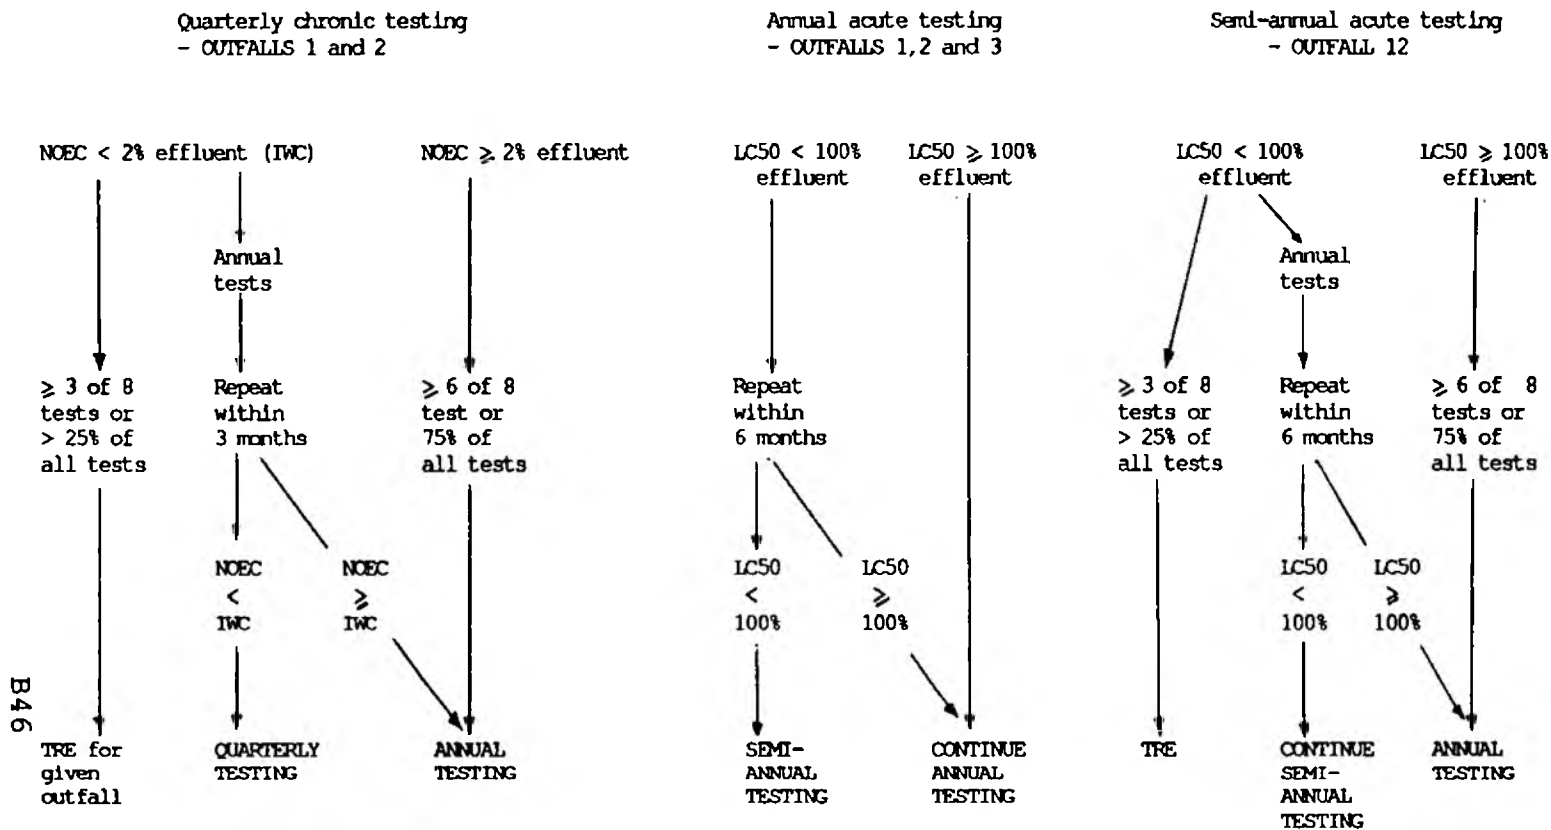 Quarterly chronic testing
- OUTFALLS 1 and 2
Annual acute testing
- OUTFALLS 1,2 and 3
Semi-annual acute testing
- OUTFALL 12
NOEC < 2% effluent (IWC)
NOEC ⩾ 2% effluent
LC50 < 100%
effluent
LC50 ⩾ 100%
effluent
LC50 < 100%
effluent
LC50 ⩾ 100%
effluent
Annual
tests
Annual
tests
⩾ 3 of 8
tests or
> 25% of
all tests
Repeat
within
3 months
⩾ 6 of 8
test or
75% of
all tests
Repeat
within
6 months
⩾ 3 of 8
tests or
> 25% of
all tests
Repeat
within
6 months
⩾ 6 of 8
tests or
75% of
all tests
NOEC
<
IWC
NOEC
⩾
IWC
LC50
<
100%
LC50
⩾
100%
LC50
<
100%
LC50
⩾
100%
TRE for
given
outfall
QUARTERLY
TESTING
ANNUAL
TESTING
SEMI-
ANNUAL
TESTING
CONTINUE
ANNUAL
TESTING
TRE
CONTINUE
SEMI-
ANNUAL
TESTING
ANNUAL
TESTING
B46